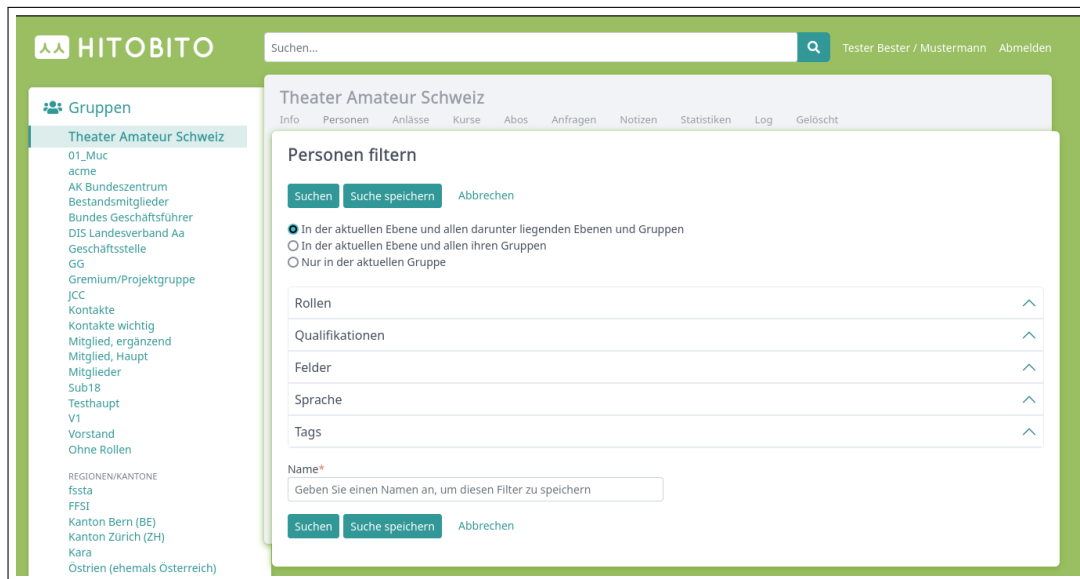 HITOBITO
Suchen...
Tester Bester / Mustermann Abmelden
Gruppen
Theater Amateur Schweiz
01_Muc
acme
AK Bundeszentrum
Bestandsmitglieder
Bundes Geschäftsführer
DIS Landesverband Aa
Geschäftsstelle
GG
Gremium/Projektgruppe
JCC
Kontakte
Kontakte wichtig
Mitglied, ergänzend
Mitglied, Haupt
Mitglieder
Sub18
Testhaupt
V1
Vorstand
Ohne Rollen
REGIONEN/KANTONE
fssta
FFSI
Kanton Bern (BE)
Kanton Zürich (ZH)
Kara
Östrien (ehemals Österreich)
Theater Amateur Schweiz
Info Personen Anlässe Kurse Abos Anfragen Notizen Statistiken Log Gelöscht
Personen filtern
Suchen Suche speichern Abbrechen
In der aktuellen Ebene und allen darunter liegenden Ebenen und Gruppen
In der aktuellen Ebene und allen ihren Gruppen
Nur in der aktuellen Gruppe
Rollen
Qualifikationen
Felder
Sprache
Tags
Name*
Geben Sie einen Namen an, um diesen Filter zu speichern
Suchen Suche speichern Abbrechen